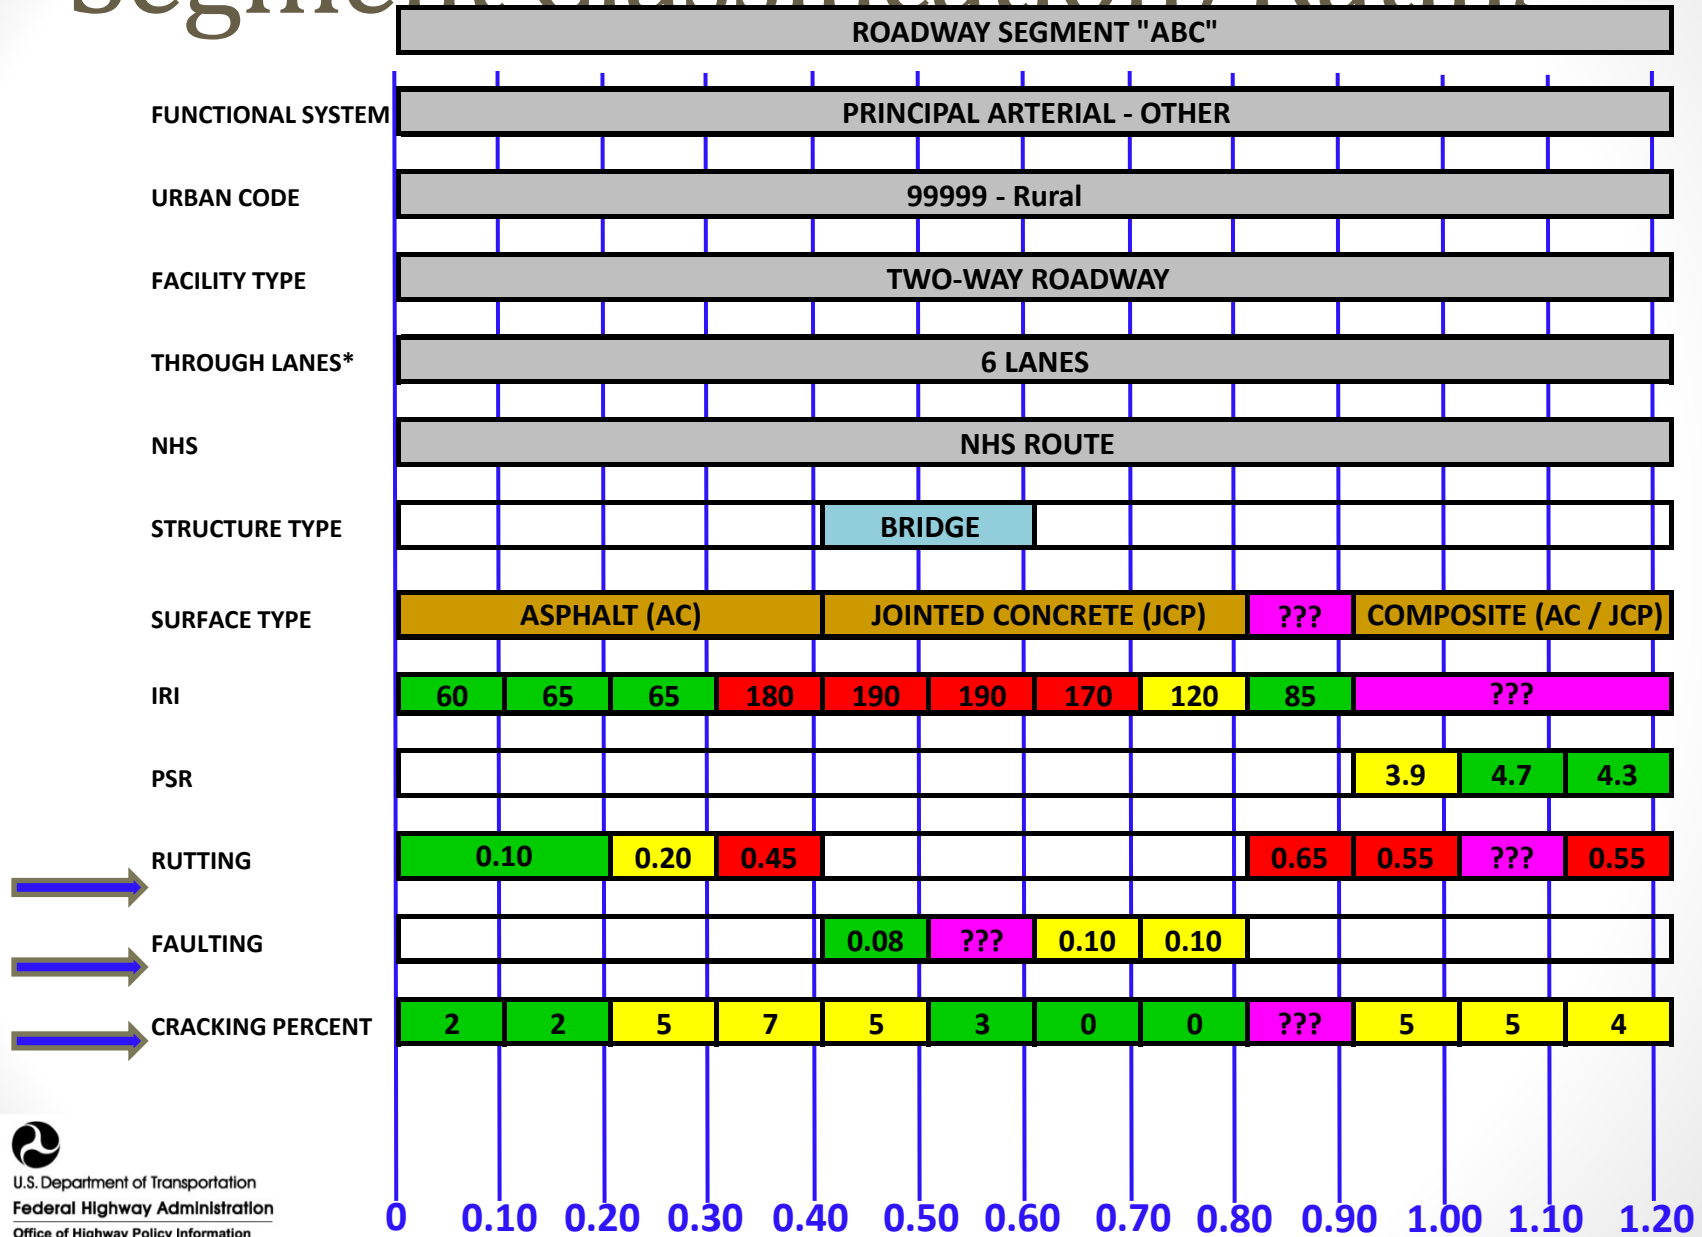 ROADWAY SEGMENT "ABC"
FUNCTIONAL SYSTEM PRINCIPAL ARTERIAL - OTHER
URBAN CODE 99999 - Rural
FACILITY TYPE TWO-WAY ROADWAY
THROUGH LANES* 6 LANES
NHS NHS ROUTE
STRUCTURE TYPE BRIDGE
SURFACE TYPE ASPHALT (AC) JOINTED CONCRETE (JCP) ??? COMPOSITE (AC / JCP)
IRI 60 65 65 180 190 190 170 120 85 ???
PSR 3.9 4.7 4.3
RUTTING 0.10 0.20 0.45 0.65 0.55 ??? 0.55
FAULTING 0.08 ??? 0.10 0.10
CRACKING PERCENT 2 2 5 7 5 3 0 0 ??? 5 5 4
U.S. Department of Transportation
Federal Highway Administration
Office of Highway Policy Information
0 0.10 0.20 0.30 0.40 0.50 0.60 0.70 0.80 0.90 1.00 1.10 1.20